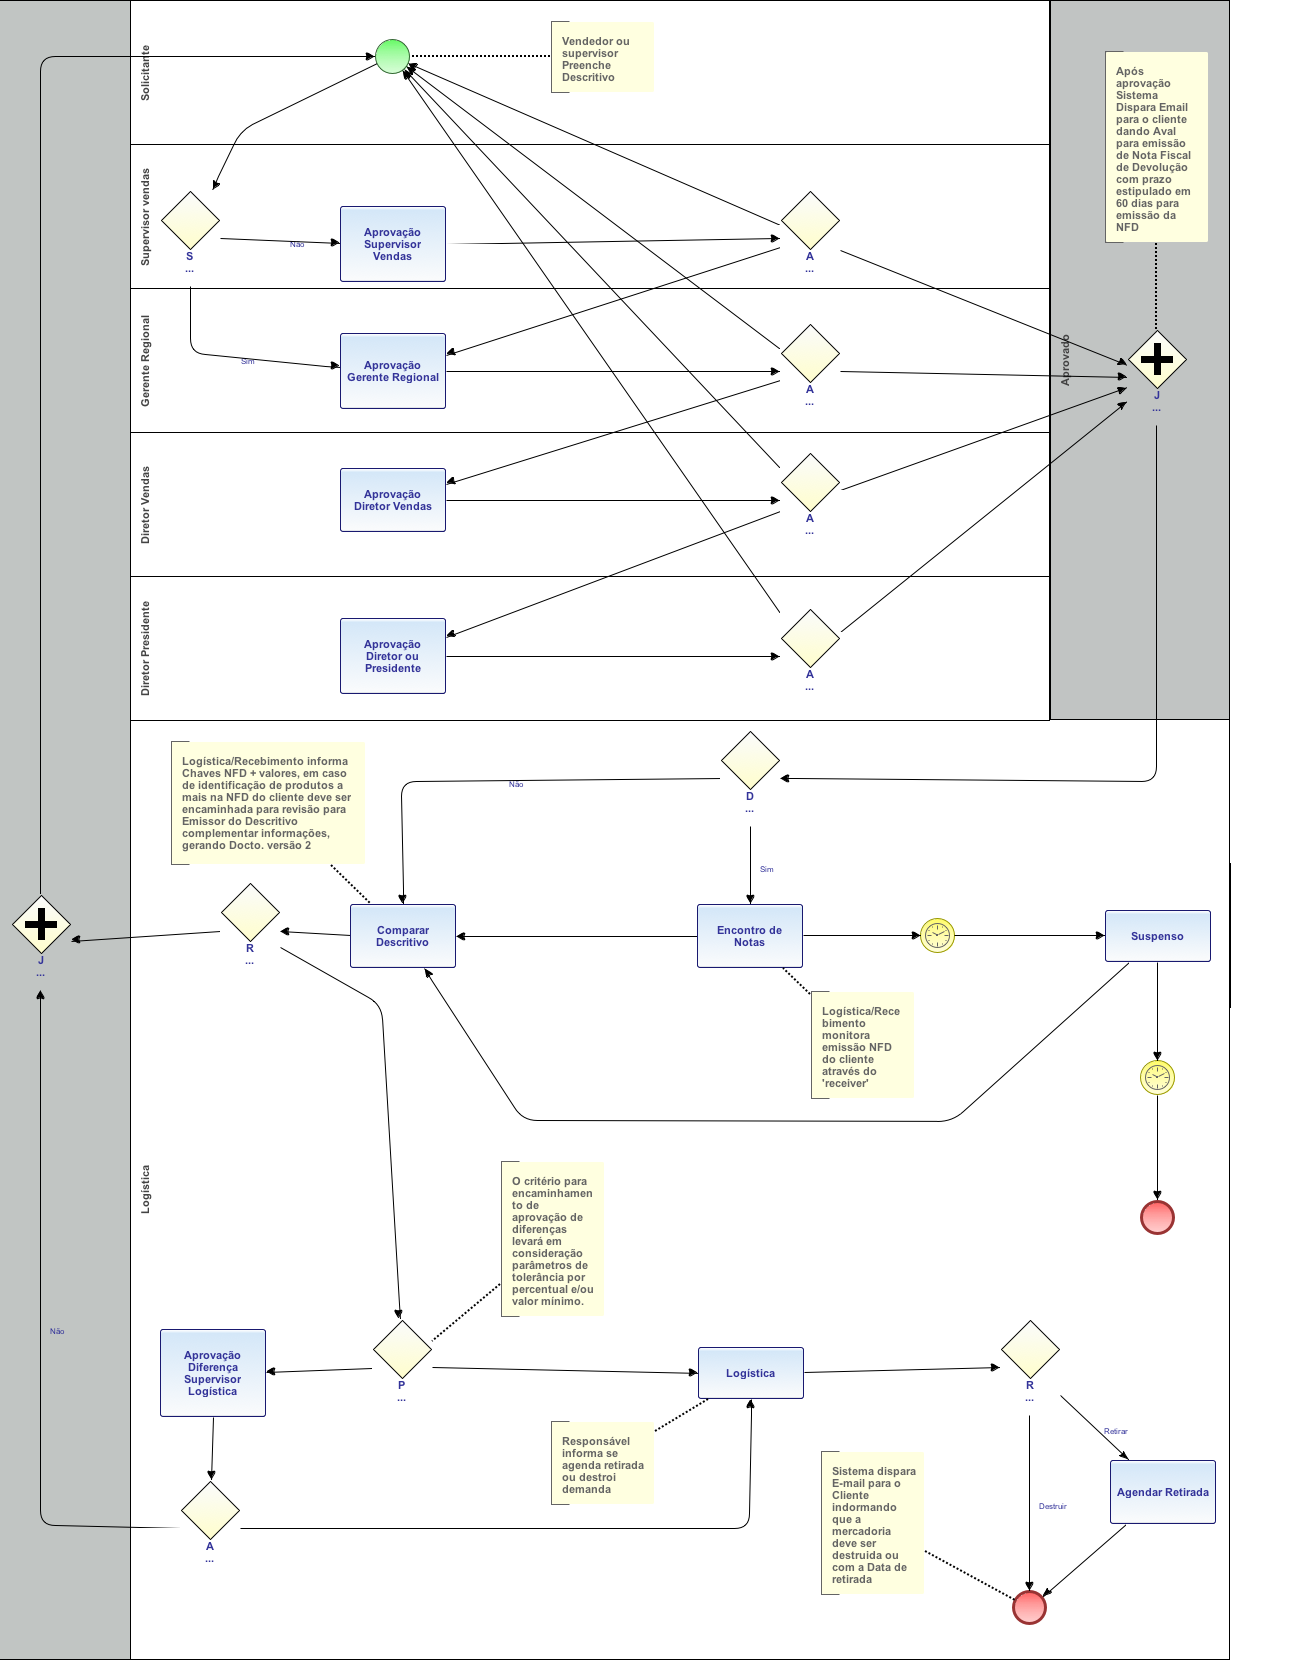 Solicitante
Vendedor ou
supervisor
Preenche
Descritivo
Após
aprovação
Sistema
Dispara Email
para o cliente
dando Aval
para emissão
de Nota Fiscal
de Devolução
com prazo
estipulado em
60 dias para
emissão da
NFD
Supervisor vendas
S
...
Não
Aprovação
Supervisor
Vendas
A
...
Gerente Regional
Sim
Aprovação
Gerente Regional
A
...
Aprovado
J
...
Diretor Vendas
Aprovação
Diretor Vendas
A
...
Diretor Presidente
Aprovação
Diretor ou
Presidente
A
...
Logística/Recebimento informa
Chaves NFD + valores, em caso
de identificação de produtos a
mais na NFD do cliente deve ser
encaminhada para revisão para
Emissor do Descritivo
complementar informações,
gerando Docto. versão 2
Não
D
...
Sim
J
...
R
...
Comparar
Descritivo
Encontro de
Notas
Suspenso
Logística/Rece
bimento
monitora
emissão NFD
do cliente
através do
'receiver'
Logística
O critério para
encaminhamen
to de
aprovação de
diferenças
levará em
consideração
parâmetros de
tolerância por
percentual e/ou
valor mínimo.
Não
Aprovação
Diferença
Supervisor
Logística
P
...
Logística
R
...
Retirar
Responsável
informa se
agenda retirada
ou destroi
demanda
Sistema dispara
E-mail para o
Cliente
indormando
que a
mercadoria
deve ser
destruida ou
com a Data de
retirada
Destruir
Agendar Retirada
A
...